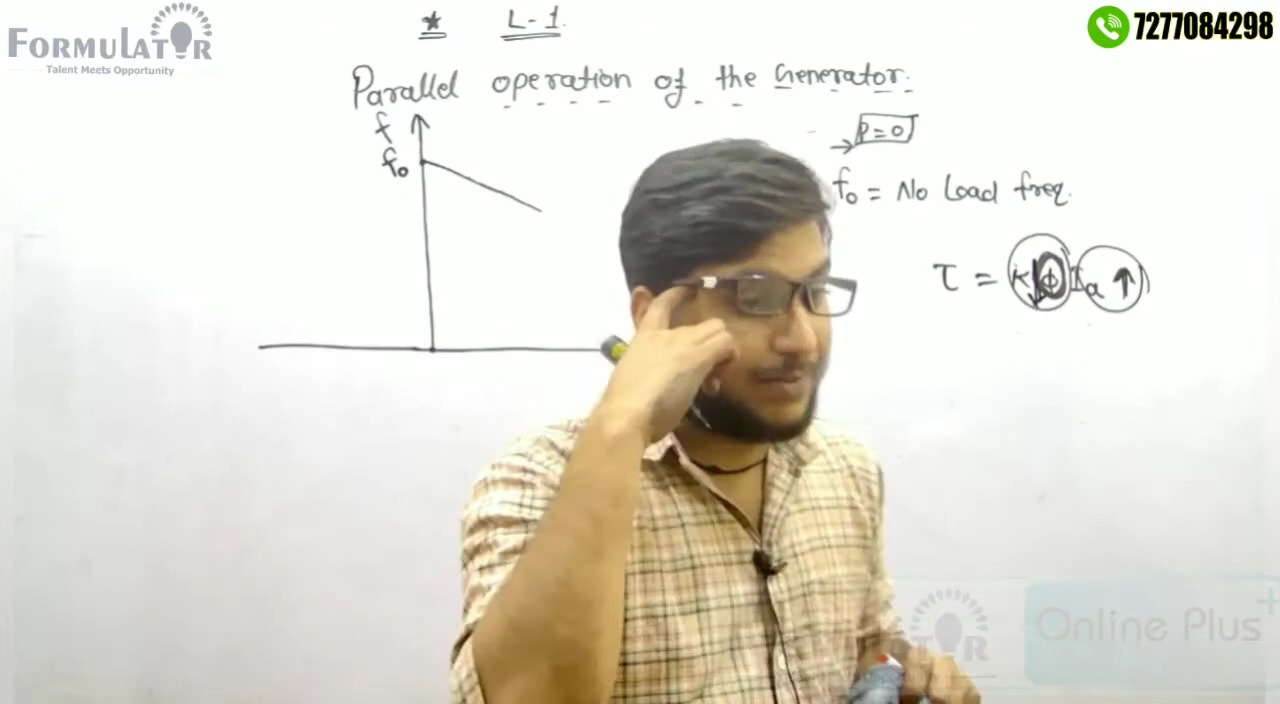 FORMULATOR
Talent Meets Opportunity
7277084298
* L-1.
Parallel operation of the Generator.
f
f₀
P=0
f₀ = No Load freq.
τ = K↓ϕ Ia ↑
Online Plus+